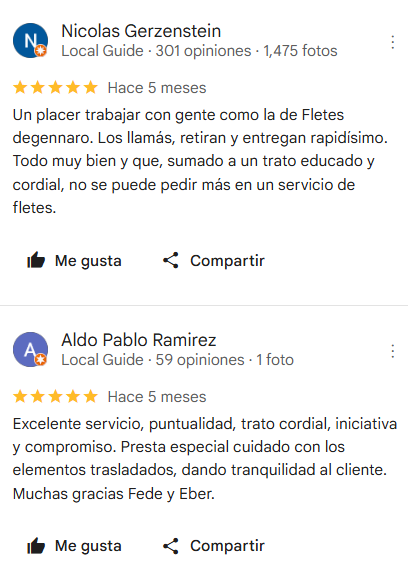 N
Nicolas Gerzenstein
Local Guide · 301 opiniones · 1,475 fotos
Hace 5 meses
Un placer trabajar con gente como la de Fletes
degennaro. Los llamás, retiran y entregan rapidísimo.
Todo muy bien y que, sumado a un trato educado y
cordial, no se puede pedir más en un servicio de
fletes.
Me gusta
Compartir
A
Aldo Pablo Ramirez
Local Guide · 59 opiniones · 1 foto
Hace 5 meses
Excelente servicio, puntualidad, trato cordial, iniciativa
y compromiso. Presta especial cuidado con los
elementos trasladados, dando tranquilidad al cliente.
Muchas gracias Fede y Eber.
Me gusta
Compartir